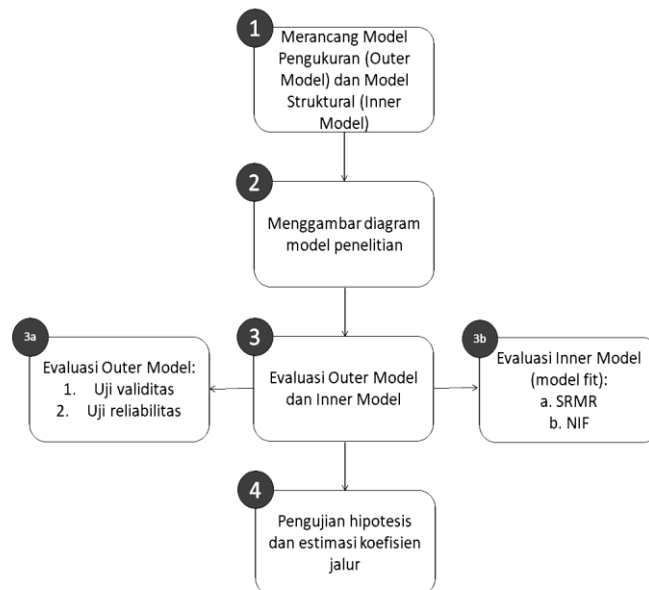 1
Merancang Model
Pengukuran (Outer
Model) dan Model
Struktural (Inner
Model)
2
Menggambar diagram
model penelitian
3a
Evaluasi Outer Model:
1. Uji validitas
2. Uji reliabilitas
3
Evaluasi Outer Model
dan Inner Model
3b
Evaluasi Inner Model
(model fit):
a. SRMR
b. NIF
4
Pengujian hipotesis
dan estimasi koefisien
jalur